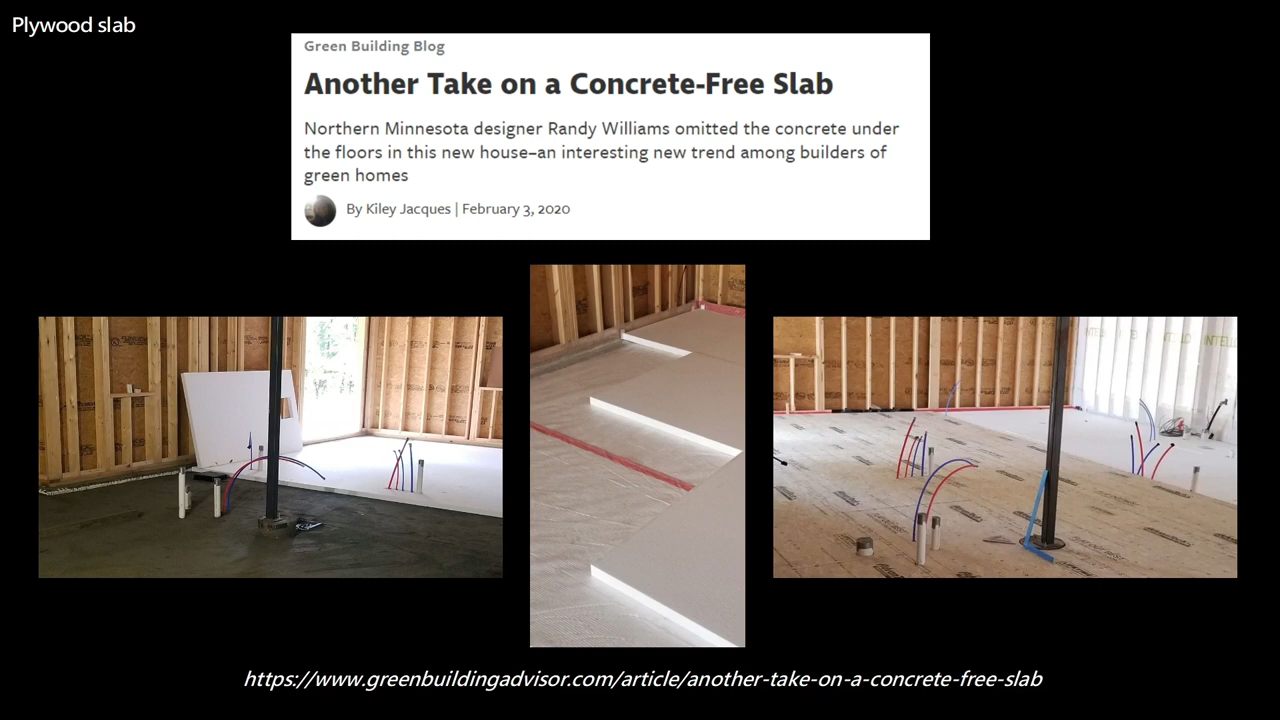 Plywood slab
Green Building Blog
Another Take on a Concrete-Free Slab
Northern Minnesota designer Randy Williams omitted the concrete under
the floors in this new house–an interesting new trend among builders of
green homes
By Kiley Jacques | February 3, 2020
INTELLO
INTELLO
https://www.greenbuildingadvisor.com/article/another-take-on-a-concrete-free-slab